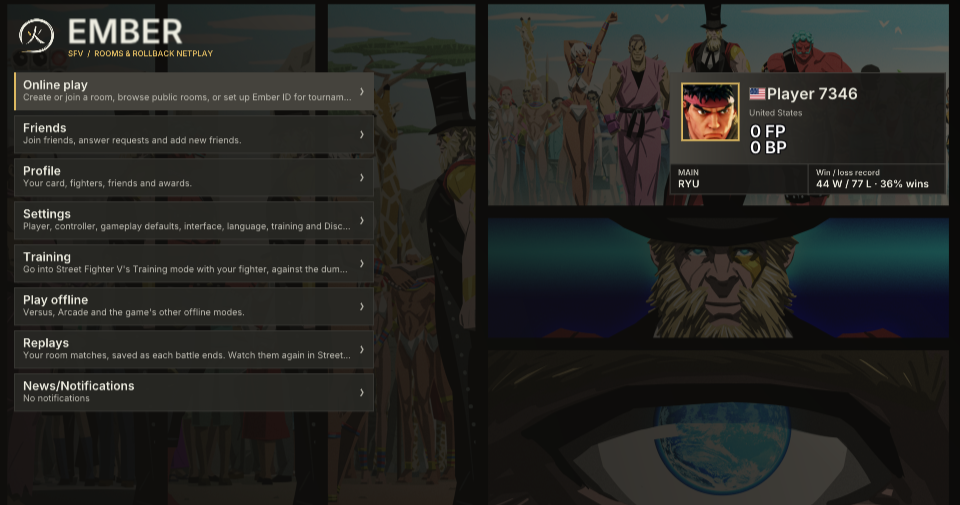 火 EMBER
SFV / ROOMS & ROLLBACK NETPLAY
Online play
Create or join a room, browse public rooms, or set up Ember ID for tournam...
Friends
Join friends, answer requests and add new friends.
Profile
Your card, fighters, friends and awards.
Settings
Player, controller, gameplay defaults, interface, language, training and Disc...
Training
Go into Street Fighter V's Training mode with your fighter, against the dum...
Play offline
Versus, Arcade and the game's other offline modes.
Replays
Your room matches, saved as each battle ends. Watch them again in Street...
News/Notifications
No notifications
Player 7346
United States
0 FP
0 BP
MAIN
RYU
Win / loss record
44 W / 77 L · 36% wins